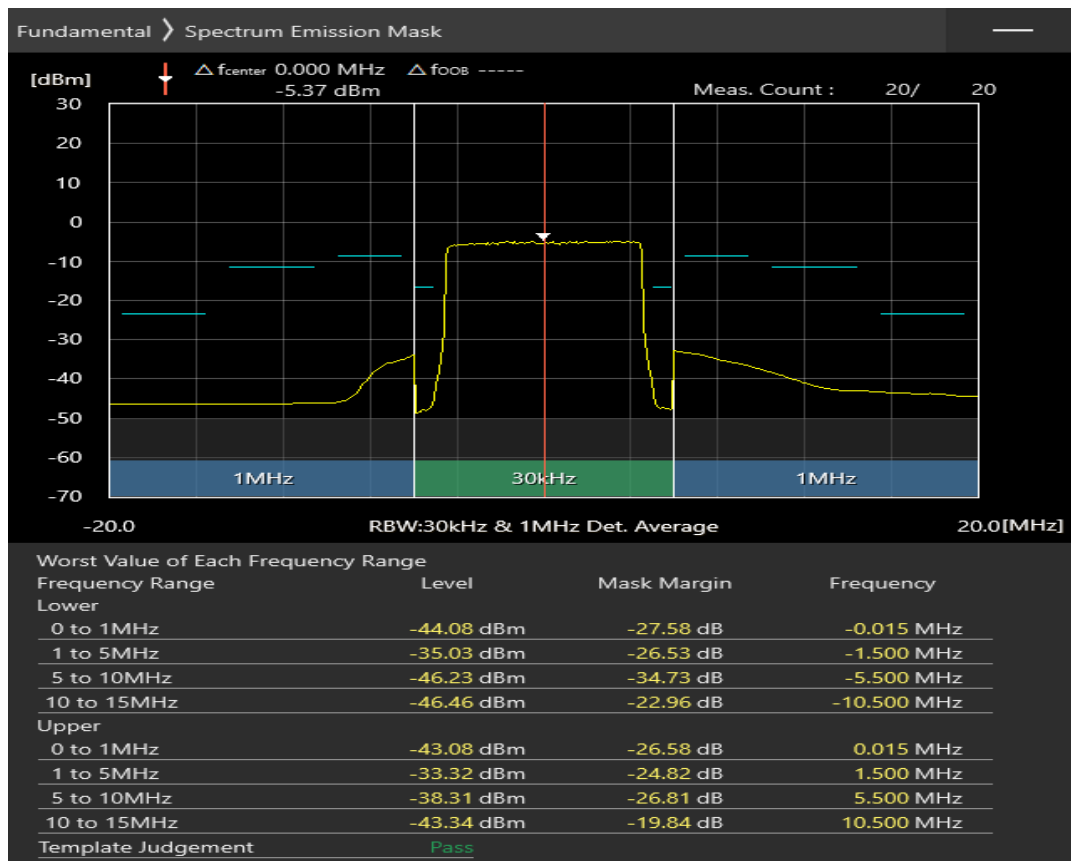 Fundamental ❯ Spectrum Emission Mask
[dBm] △ fcenter 0.000 MHz △ fOOB -----
-5.37 dBm Meas. Count : 20/ 20
30
20
10
0
-10
-20
-30
-40
-50
-60
-70
1MHz 30kHz 1MHz
-20.0 RBW:30kHz & 1MHz Det. Average 20.0[MHz]
Worst Value of Each Frequency Range
Frequency Range Level Mask Margin Frequency
Lower
0 to 1MHz -44.08 dBm -27.58 dB -0.015 MHz
1 to 5MHz -35.03 dBm -26.53 dB -1.500 MHz
5 to 10MHz -46.23 dBm -34.73 dB -5.500 MHz
10 to 15MHz -46.46 dBm -22.96 dB -10.500 MHz
Upper
0 to 1MHz -43.08 dBm -26.58 dB 0.015 MHz
1 to 5MHz -33.32 dBm -24.82 dB 1.500 MHz
5 to 10MHz -38.31 dBm -26.81 dB 5.500 MHz
10 to 15MHz -43.34 dBm -19.84 dB 10.500 MHz
Template Judgement Pass